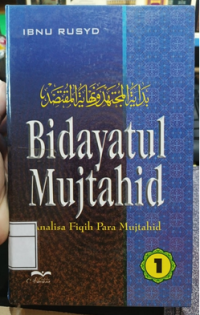 IBNU RUSYD
بداية المجتهد ونهاية المقتصد
Bidayatul
Mujtahid
Analisa Fiqih Para Mujtahid
1